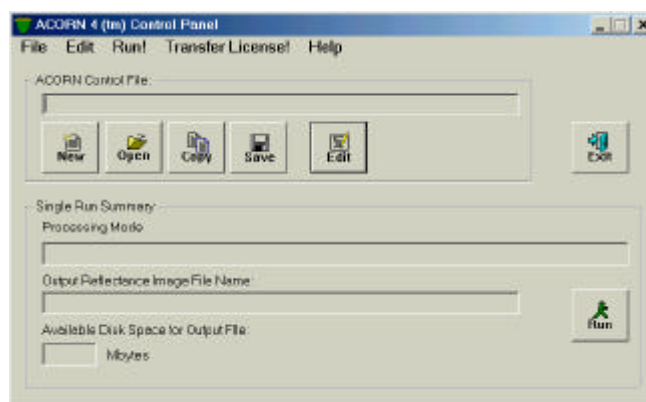 ACORN 4 (tm) Control Panel
File Edit Run! Transfer License! Help
ACORN Control File:
New Open Copy Save Edit Exit
Single Run Summary
Processing Mode
Output Reflectance Image File Name:
Run
Available Disk Space for Output File:
Mbytes